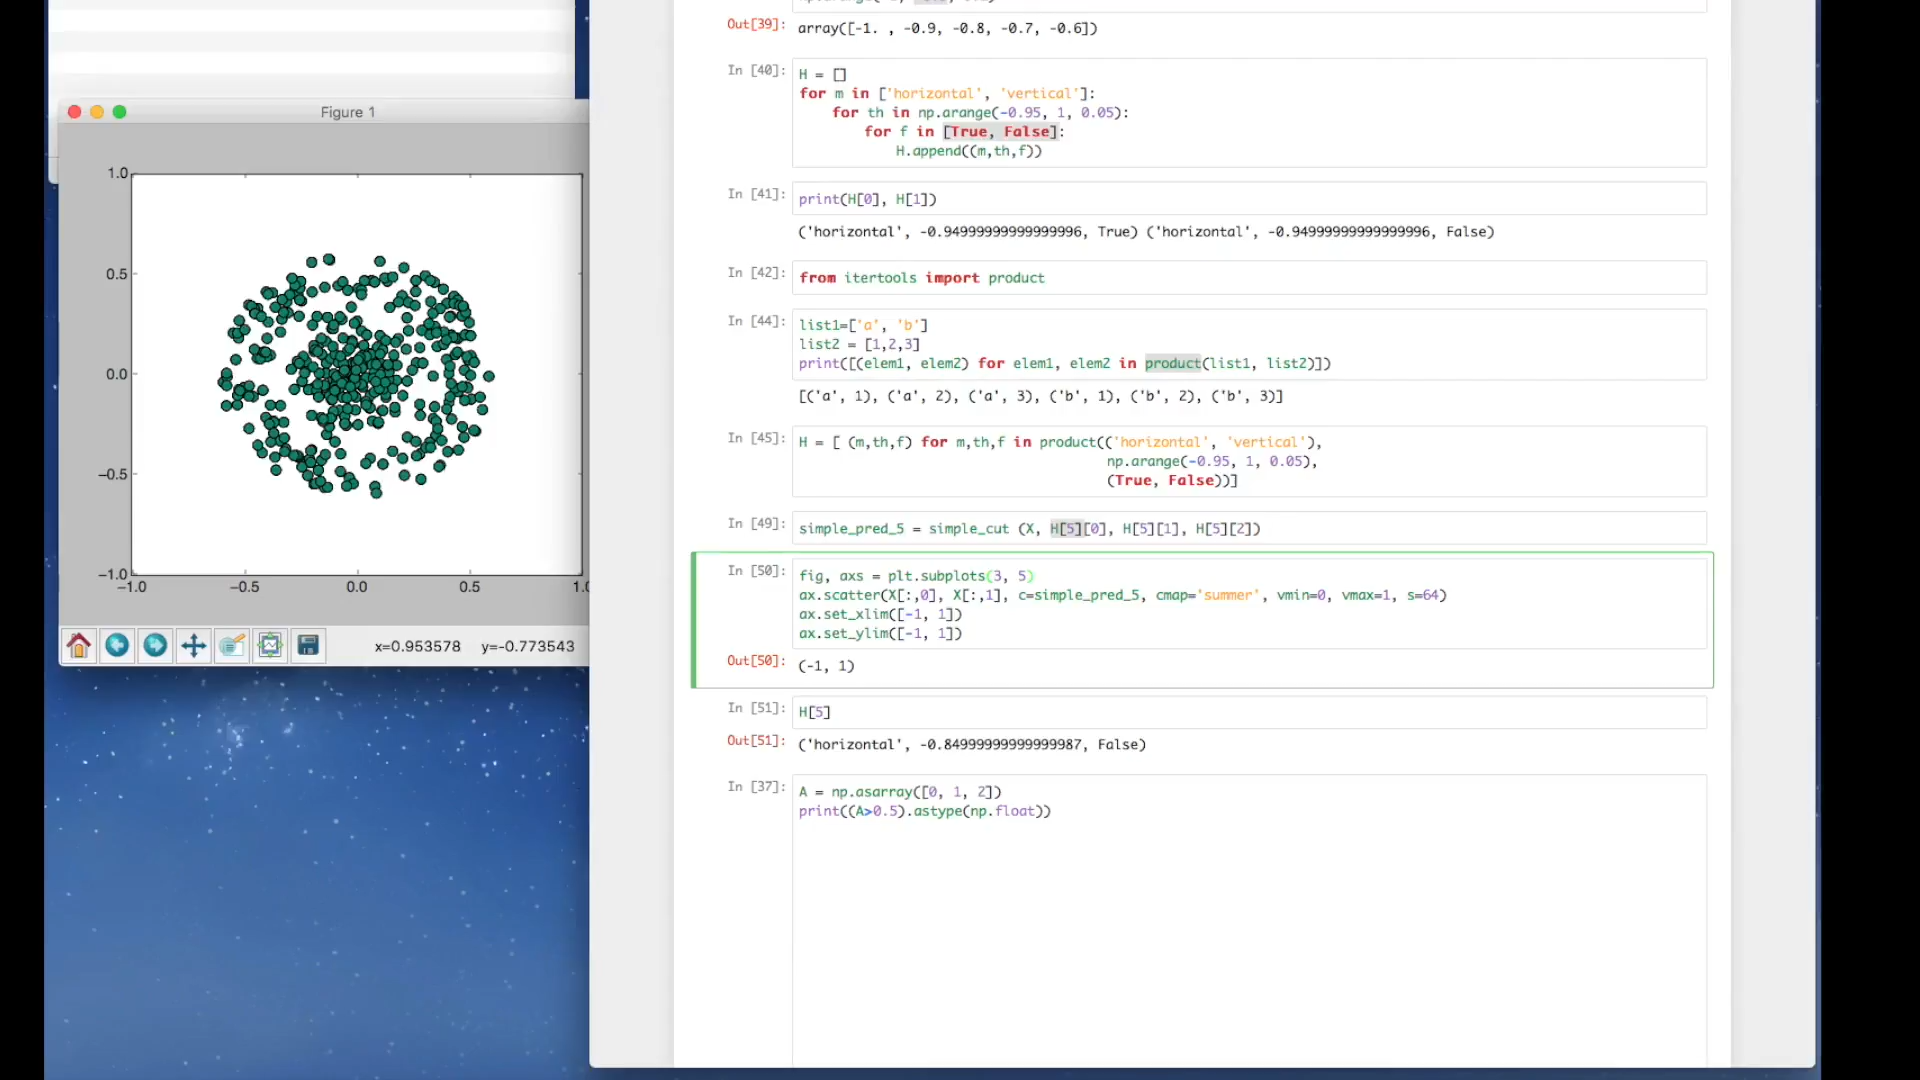 Out[39]:
array([-1. , -0.9, -0.8, -0.7, -0.6])
In [40]:
H = []
for m in ['horizontal', 'vertical']:
for th in np.arange(-0.95, 1, 0.05):
for f in [True, False]:
H.append((m,th,f))
In [41]:
print(H[0], H[1])
('horizontal', -0.94999999999999996, True) ('horizontal', -0.94999999999999996, False)
In [42]:
from itertools import product
In [44]:
list1=['a', 'b']
list2 = [1,2,3]
print([(elem1, elem2) for elem1, elem2 in product(list1, list2)])
[('a', 1), ('a', 2), ('a', 3), ('b', 1), ('b', 2), ('b', 3)]
In [45]:
H = [ (m,th,f) for m,th,f in product(('horizontal', 'vertical'),
np.arange(-0.95, 1, 0.05),
(True, False))]
In [49]:
simple_pred_5 = simple_cut (X, H[5][0], H[5][1], H[5][2])
In [50]:
fig, axs = plt.subplots(3, 5)
ax.scatter(X[:,0], X[:,1], c=simple_pred_5, cmap='summer', vmin=0, vmax=1, s=64)
ax.set_xlim([-1, 1])
ax.set_ylim([-1, 1])
Out[50]:
(-1, 1)
In [51]:
H[5]
Out[51]:
('horizontal', -0.84999999999999987, False)
In [37]:
A = np.asarray([0, 1, 2])
print((A>0.5).astype(np.float))
Figure 1
1.0
0.5
0.0
−0.5
−1.0
−1.0
−0.5
0.0
0.5
x=0.953578 y=-0.773543